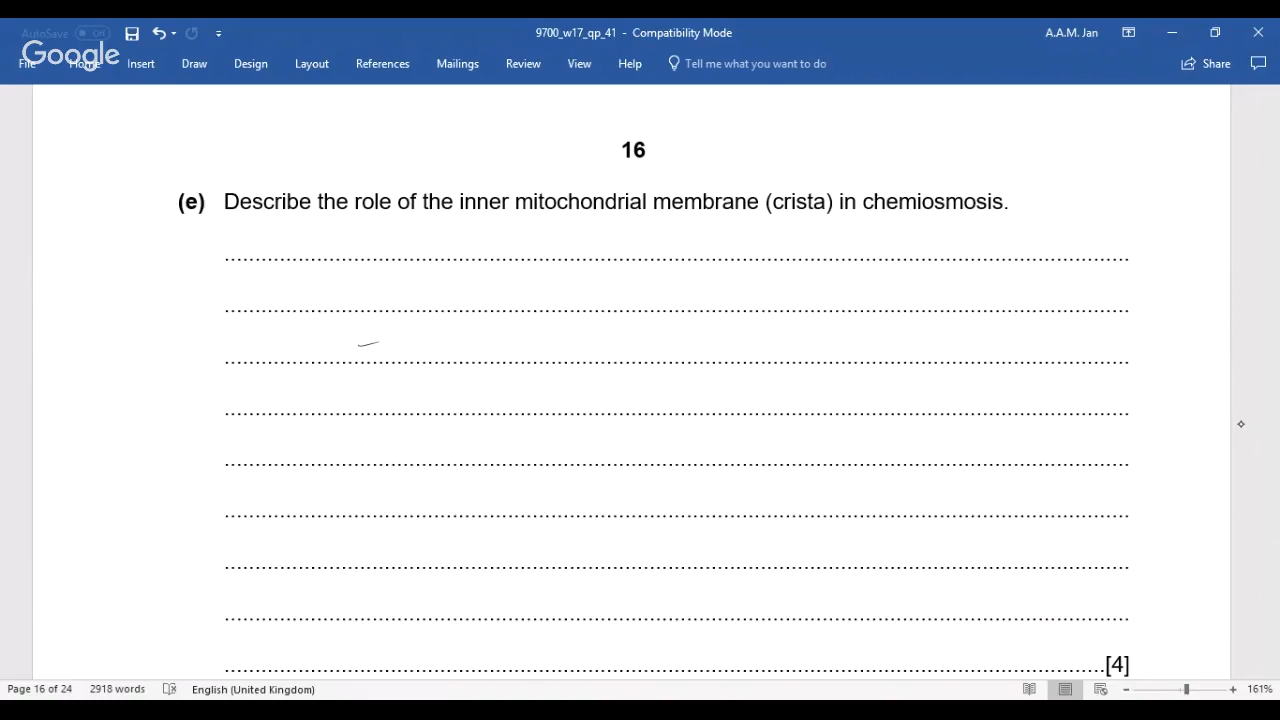 AutoSave On 9700_w17_qp_41 - Compatibility Mode A.A.M. Jan
Google
File Home Insert Draw Design Layout References Mailings Review View Help Tell me what you want to do Share
16
(e) Describe the role of the inner mitochondrial membrane (crista) in chemiosmosis.
..........................................................................................
..........................................................................................
..........................................................................................
..........................................................................................
..........................................................................................
..........................................................................................
..........................................................................................
..........................................................................................
..........................................................................................[4]
Page 16 of 24 2918 words English (United Kingdom) 161%